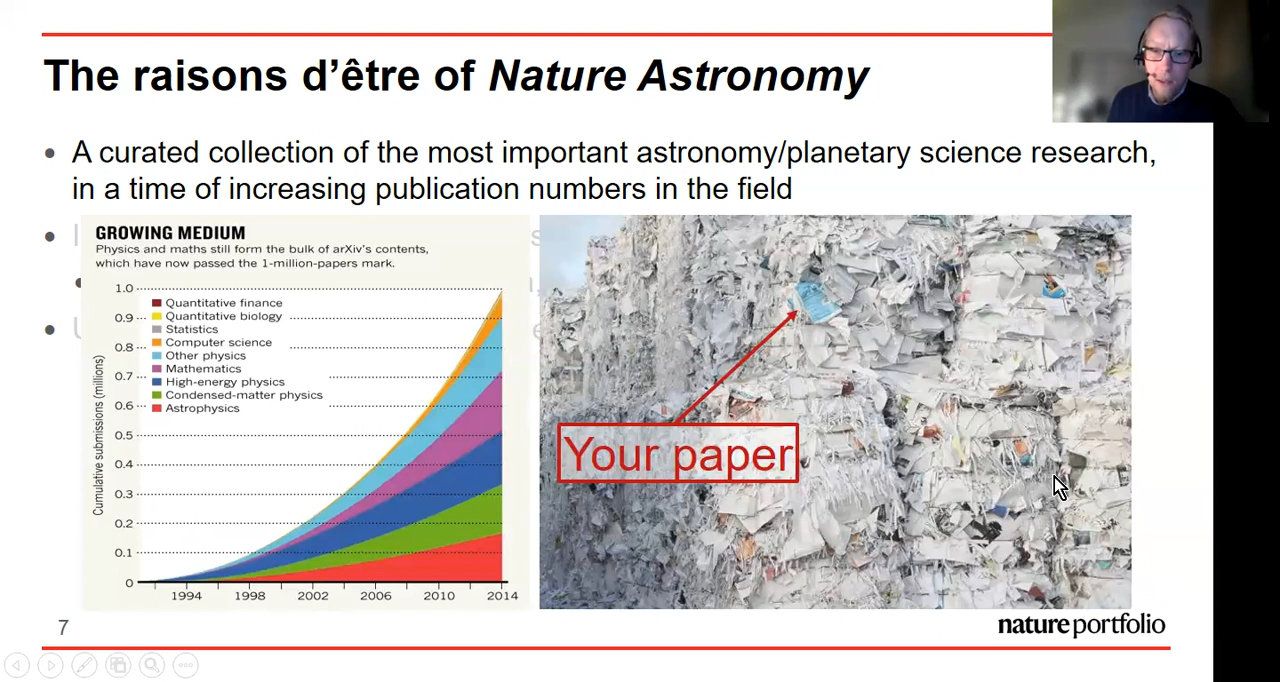 The raisons d’être of Nature Astronomy
A curated collection of the most important astronomy/planetary science research,
in a time of increasing publication numbers in the field
GROWING MEDIUM
Physics and maths still form the bulk of arXiv's contents,
which have now passed the 1-million-papers mark.
Cumulative submissions (millions)
1.0
0.9
0.8
0.7
0.6
0.5
0.4
0.3
0.2
0.1
0
Quantitative finance
Quantitative biology
Statistics
Computer science
Other physics
Mathematics
High-energy physics
Condensed-matter physics
Astrophysics
1994 1998 2002 2006 2010 2014
Your paper
7
nature portfolio